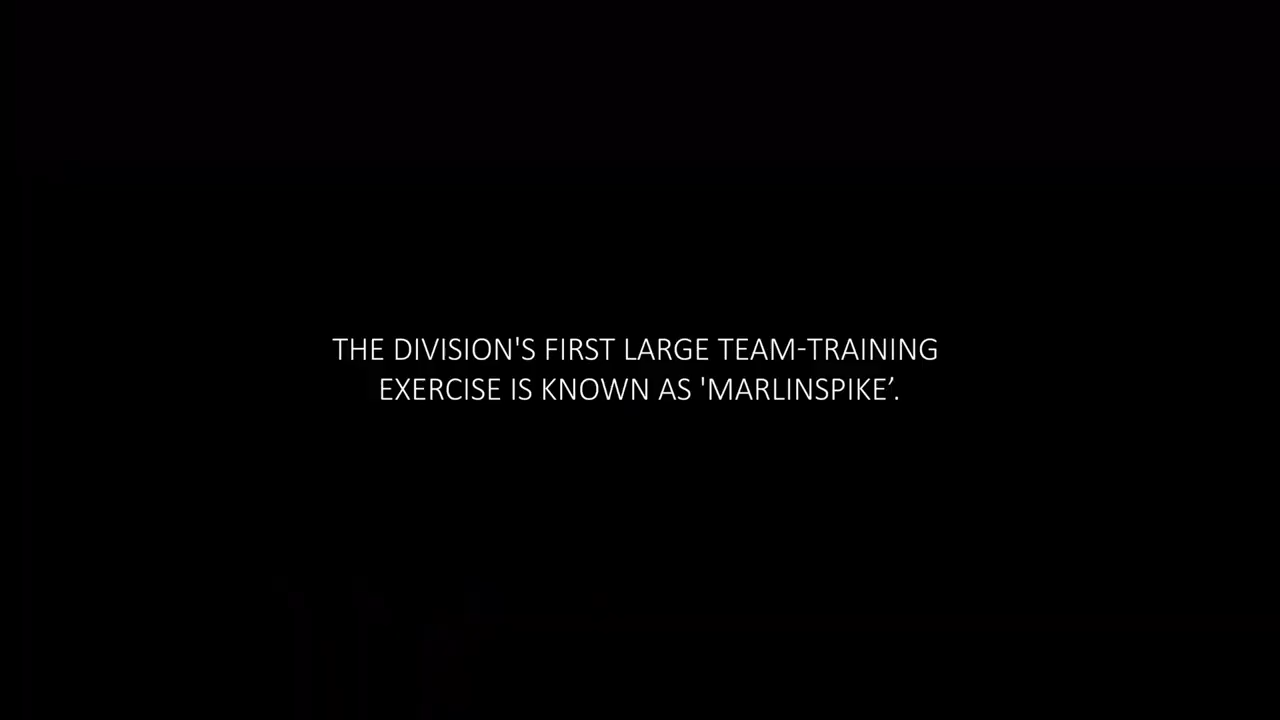 THE DIVISION'S FIRST LARGE TEAM-TRAINING
EXERCISE IS KNOWN AS 'MARLINSPIKE’.